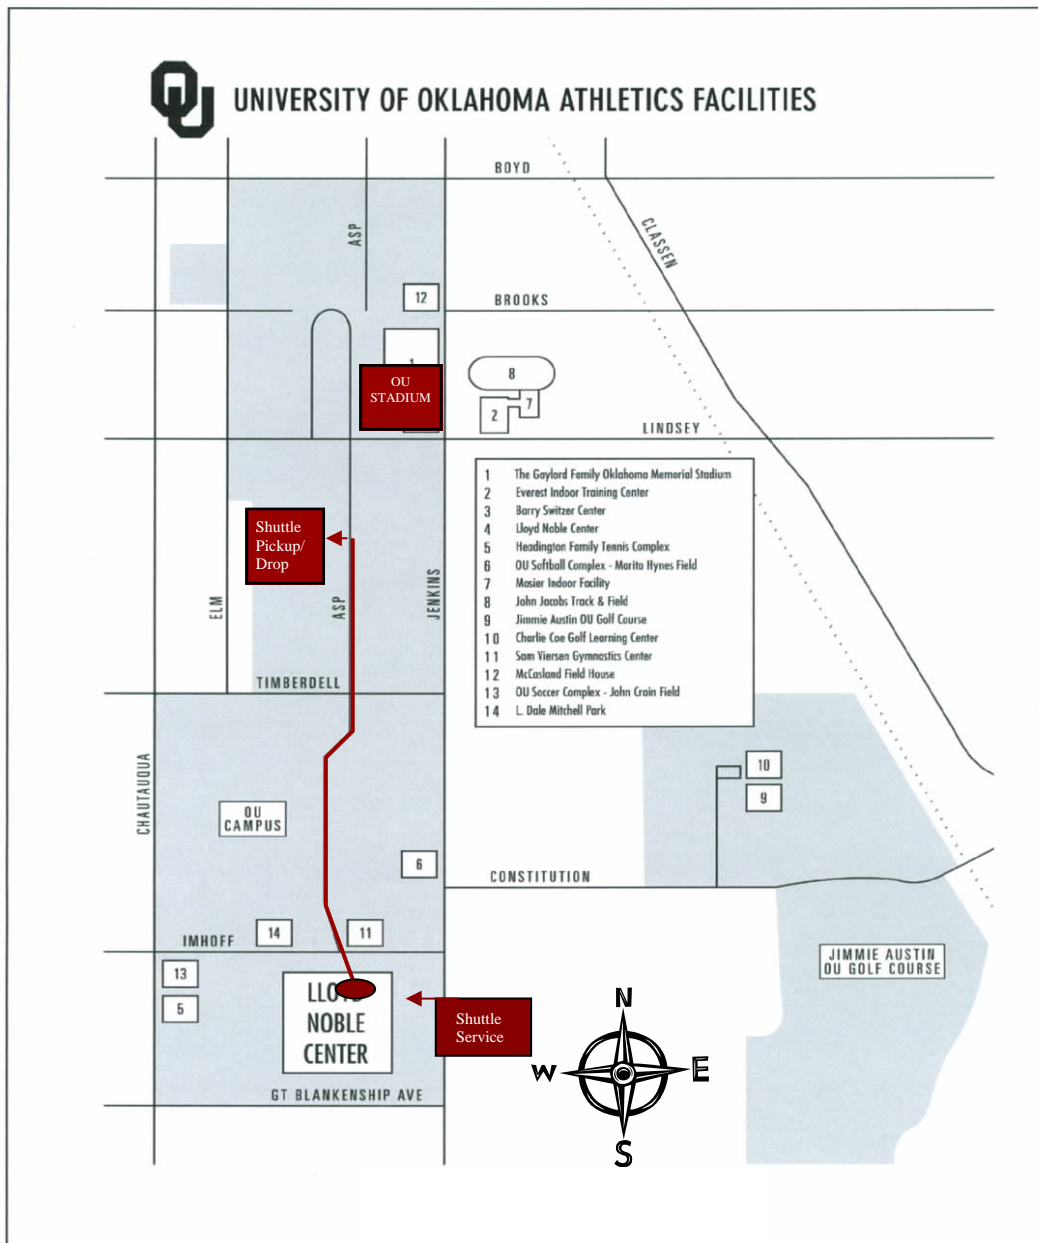 OU
UNIVERSITY OF OKLAHOMA ATHLETICS FACILITIES
BOYD
ASP
CLASSEN
12
BROOKS
1
OU
STADIUM
8
7
2
LINDSEY
1 The Gaylord Family Oklahoma Memorial Stadium
2 Everest Indoor Training Center
3 Barry Switzer Center
4 Lloyd Noble Center
5 Headington Family Tennis Complex
6 OU Softball Complex - Marita Hynes Field
7 Mosier Indoor Facility
8 John Jacobs Track & Field
9 Jimmie Austin OU Golf Course
10 Charlie Coe Golf Learning Center
11 Sam Viersen Gymnastics Center
12 McCasland Field House
13 OU Soccer Complex - John Crain Field
14 L. Dale Mitchell Park
Shuttle
Pickup/
Drop
ELM
ASP
JENKINS
TIMBERDELL
CHAUTAUQUA
10
9
OU
CAMPUS
6
CONSTITUTION
14
11
IMHOFF
JIMMIE AUSTIN
OU GOLF COURSE
13
5
LLOYD
NOBLE
CENTER
Shuttle
Service
GT BLANKENSHIP AVE
N
W
E
S